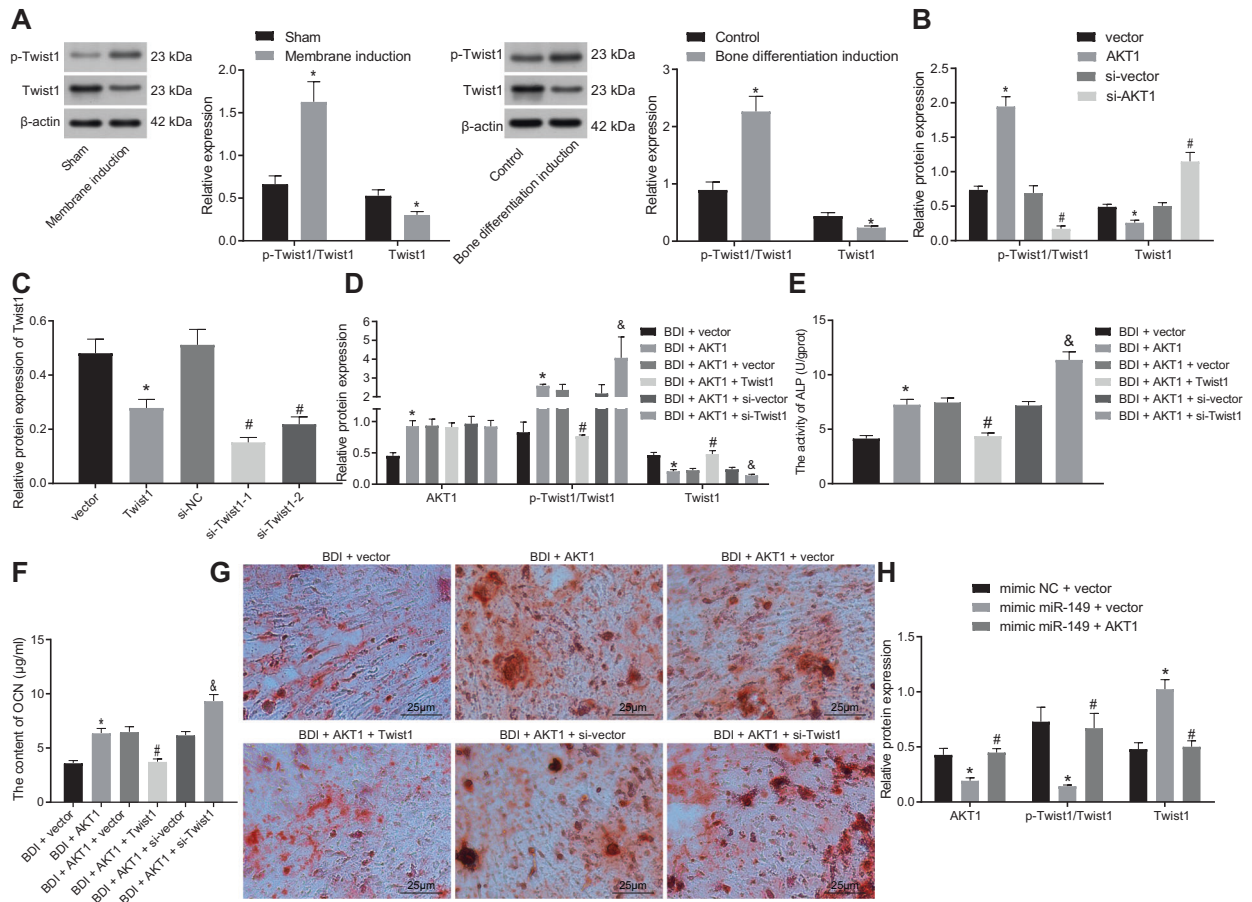 A
p-Twist1
23 kDa
Twist1
23 kDa
β-actin
42 kDa
Sham
Membrane induction
Sham
Membrane induction
Relative expression
2.0
1.5
1.0
0.5
0.0
*
*
p-Twist1/Twist1
Twist1
p-Twist1
23 kDa
Twist1
23 kDa
β-actin
42 kDa
Control
Bone differentiation induction
Control
Bone differentiation induction
Relative expression
3
2
1
0
*
*
p-Twist1/Twist1
Twist1
B
vector
AKT1
si-vector
si-AKT1
Relative protein expression
2.5
2.0
1.5
1.0
0.5
0.0
*
#
*
#
p-Twist1/Twist1
Twist1
C
Relative protein expression of Twist1
0.6
0.4
0.2
0.0
*
#
#
vector
Twist1
si-NC
si-Twist1-1
si-Twist1-2
D
Relative protein expression
6
5
4
3
2
1.0
0.5
0.0
*
*
#
&
*
#
&
AKT1
p-Twist1/Twist1
Twist1
BDI + vector
BDI + AKT1
BDI + AKT1 + vector
BDI + AKT1 + Twist1
BDI + AKT1 + si-vector
BDI + AKT1 + si-Twist1
E
The activity of ALP (U/gprot)
15
10
5
0
*
#
&
BDI + vector
BDI + AKT1
BDI + AKT1 + vector
BDI + AKT1 + Twist1
BDI + AKT1 + si-vector
BDI + AKT1 + si-Twist1
F
The content of OCN (µg/ml)
15
10
5
0
*
#
&
BDI + vector
BDI + AKT1
BDI + AKT1 + vector
BDI + AKT1 + Twist1
BDI + AKT1 + si-vector
BDI + AKT1 + si-Twist1
G
BDI + vector
BDI + AKT1
BDI + AKT1 + vector
25µm
25µm
25µm
BDI + AKT1 + Twist1
BDI + AKT1 + si-vector
BDI + AKT1 + si-Twist1
25µm
25µm
25µm
H
mimic NC + vector
mimic miR-149 + vector
mimic miR-149 + AKT1
Relative protein expression
1.5
1.0
0.5
0.0
*
#
*
#
*
#
AKT1
p-Twist1/Twist1
Twist1